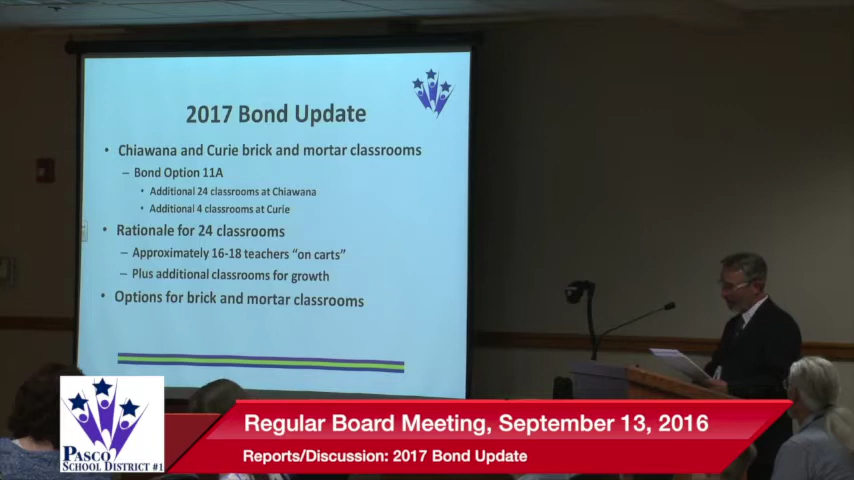 2017 Bond Update
• Chiawana and Curie brick and mortar classrooms
– Bond Option 11A
• Additional 24 classrooms at Chiawana
• Additional 4 classrooms at Curie
• Rationale for 24 classrooms
– Approximately 16-18 teachers "on carts"
– Plus additional classrooms for growth
• Options for brick and mortar classrooms
PASCO
SCHOOL DISTRICT #1
Regular Board Meeting, September 13, 2016
Reports/Discussion: 2017 Bond Update